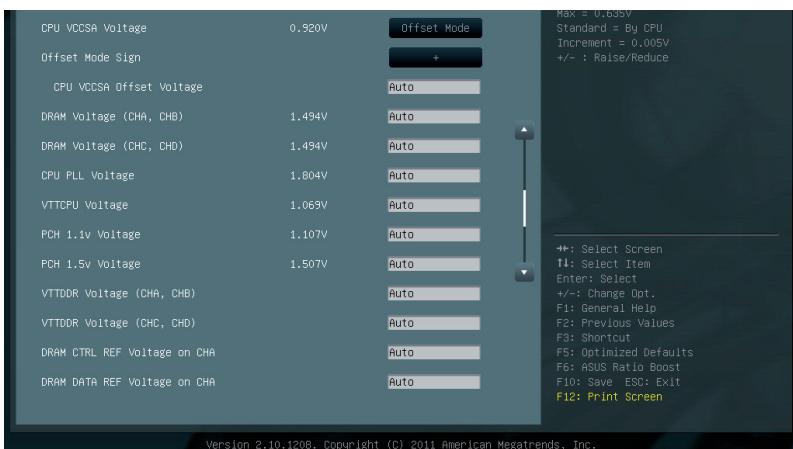 CPU VCCSA Voltage 0.920V Offset Mode
Offset Mode Sign +
CPU VCCSA Offset Voltage Auto
DRAM Voltage (CHA, CHB) 1.494V Auto
DRAM Voltage (CHC, CHD) 1.494V Auto
CPU PLL Voltage 1.804V Auto
VTTCPU Voltage 1.069V Auto
PCH 1.1v Voltage 1.107V Auto
PCH 1.5v Voltage 1.507V Auto
VTTDDR Voltage (CHA, CHB) Auto
VTTDDR Voltage (CHC, CHD) Auto
DRAM CTRL REF Voltage on CHA Auto
DRAM DATA REF Voltage on CHA Auto
Max = 0.635V
Standard = By CPU
Increment = 0.005V
+/- : Raise/Reduce
→←: Select Screen
↑↓: Select Item
Enter: Select
+/-: Change Opt.
F1: General Help
F2: Previous Values
F3: Shortcut
F5: Optimized Defaults
F6: ASUS Ratio Boost
F10: Save ESC: Exit
F12: Print Screen
Version 2.10.1208. Copyright (C) 2011 American Megatrends, Inc.